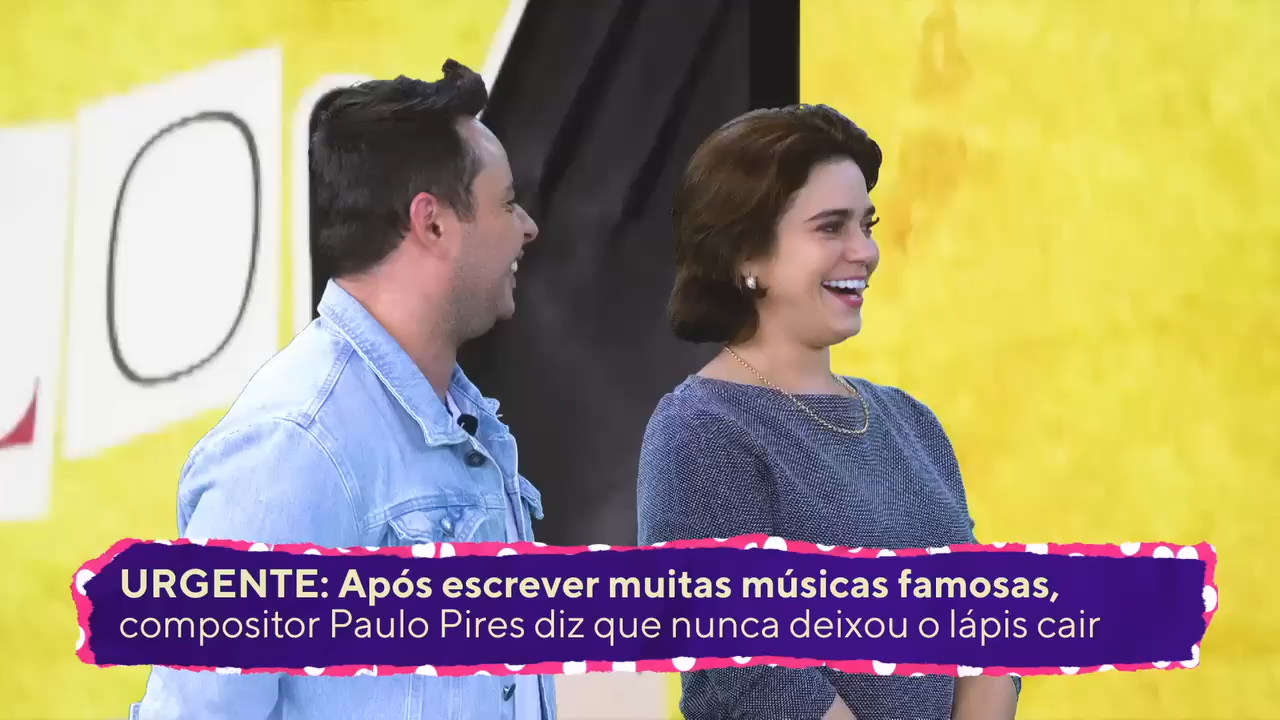 O
URGENTE: Após escrever muitas músicas famosas,
compositor Paulo Pires diz que nunca deixou o lápis cair